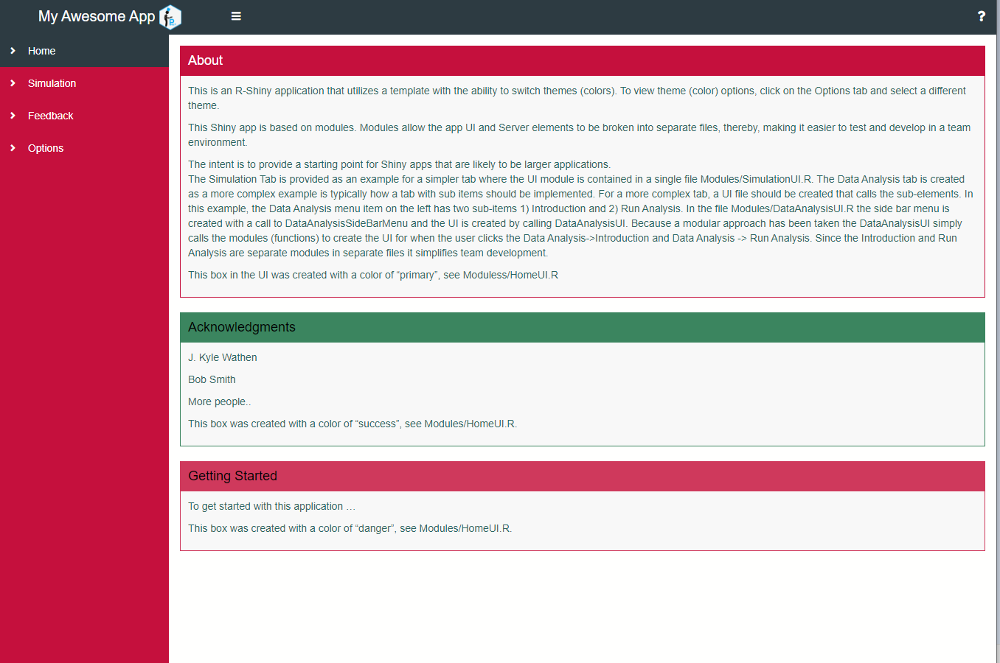 My Awesome App
?
Home
Simulation
Feedback
Options
About
This is an R-Shiny application that utilizes a template with the ability to switch themes (colors). To view theme (color) options, click on the Options tab and select a different
theme.
This Shiny app is based on modules. Modules allow the app UI and Server elements to be broken into separate files, thereby, making it easier to test and develop in a team
environment.
The intent is to provide a starting point for Shiny apps that are likely to be larger applications.
The Simulation Tab is provided as an example for a simpler tab where the UI module is contained in a single file Modules/SimulationUI.R. The Data Analysis tab is created
as a more complex example is typically how a tab with sub items should be implemented. For a more complex tab, a UI file should be created that calls the sub-elements. In
this example, the Data Analysis menu item on the left has two sub-items 1) Introduction and 2) Run Analysis. In the file Modules/DataAnalysisUI.R the side bar menu is
created with a call to DataAnalysisSideBarMenu and the UI is created by calling DataAnalysisUI. Because a modular approach has been taken the DataAnalysisUI simply
calls the modules (functions) to create the UI for when the user clicks the Data Analysis->Introduction and Data Analysis -> Run Analysis. Since the Introduction and Run
Analysis are separate modules in separate files it simplifies team development.
This box in the UI was created with a color of “primary”, see Moduless/HomeUI.R
Acknowledgments
J. Kyle Wathen
Bob Smith
More people..
This box was created with a color of “success”, see Modules/HomeUI.R.
Getting Started
To get started with this application …
This box was created with a color of “danger”, see Modules/HomeUI.R.